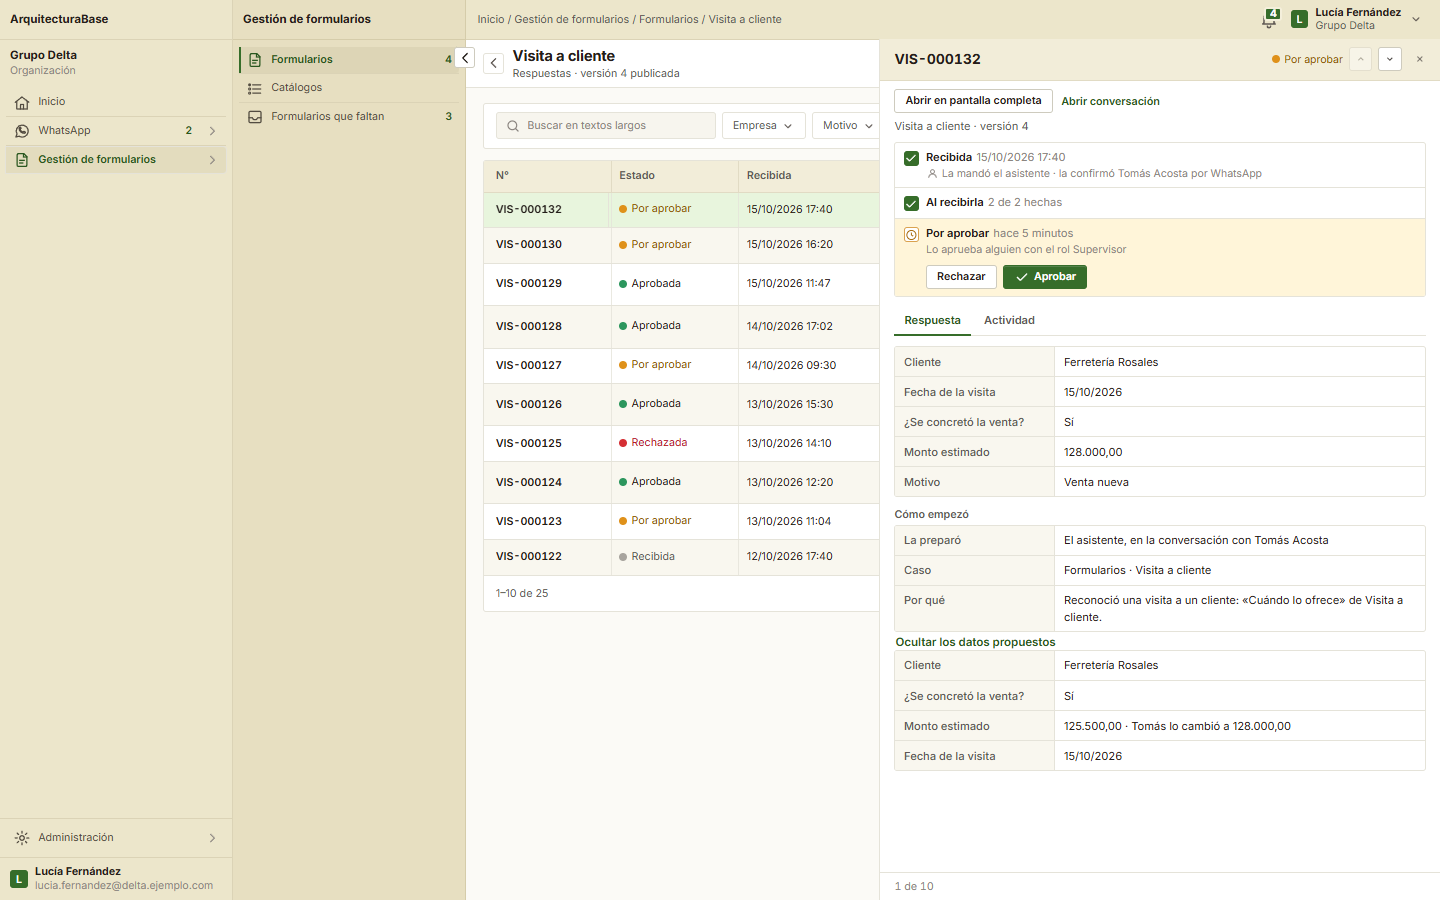 ArquitecturaBase
Grupo Delta
Organización
Inicio
WhatsApp 2
Gestión de formularios
Administración
L
Lucía Fernández
lucia.fernandez@delta.ejemplo.com
Gestión de formularios
Formularios 4
Catálogos
Formularios que faltan 3
Inicio / Gestión de formularios / Formularios / Visita a cliente
4
L
Lucía Fernández
Grupo Delta
Visita a cliente
Respuestas · versión 4 publicada
Buscar en textos largos
Empresa
Motivo
N° Estado Recibida
VIS-000132 Por aprobar 15/10/2026 17:40
VIS-000130 Por aprobar 15/10/2026 16:20
VIS-000129 Aprobada 15/10/2026 11:47
VIS-000128 Aprobada 14/10/2026 17:02
VIS-000127 Por aprobar 14/10/2026 09:30
VIS-000126 Aprobada 13/10/2026 15:30
VIS-000125 Rechazada 13/10/2026 14:10
VIS-000124 Aprobada 13/10/2026 12:20
VIS-000123 Por aprobar 13/10/2026 11:04
VIS-000122 Recibida 12/10/2026 17:40
1–10 de 25
VIS-000132 Por aprobar
Abrir en pantalla completa Abrir conversación
Visita a cliente · versión 4
Recibida 15/10/2026 17:40
La mandó el asistente · la confirmó Tomás Acosta por WhatsApp
Al recibirla 2 de 2 hechas
Por aprobar hace 5 minutos
Lo aprueba alguien con el rol Supervisor
Rechazar Aprobar
Respuesta Actividad
Cliente Ferretería Rosales
Fecha de la visita 15/10/2026
¿Se concretó la venta? Sí
Monto estimado 128.000,00
Motivo Venta nueva
Cómo empezó
La preparó El asistente, en la conversación con Tomás Acosta
Caso Formularios · Visita a cliente
Por qué Reconoció una visita a un cliente: «Cuándo lo ofrece» de Visita a
cliente.
Ocultar los datos propuestos
Cliente Ferretería Rosales
¿Se concretó la venta? Sí
Monto estimado 125.500,00 · Tomás lo cambió a 128.000,00
Fecha de la visita 15/10/2026
1 de 10